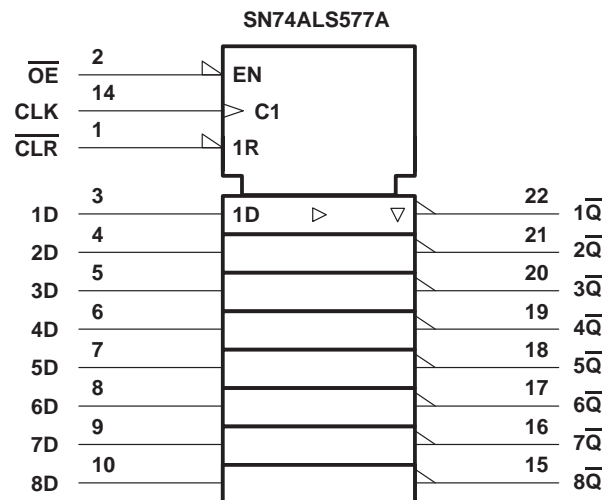 SN74ALS577A
O̅E̅ 2 EN
CLK 14 C1
C̅L̅R̅ 1 1R
1D 3 1D 22 1Q̅
2D 4 21 2Q̅
3D 5 20 3Q̅
4D 6 19 4Q̅
5D 7 18 5Q̅
6D 8 17 6Q̅
7D 9 16 7Q̅
8D 10 15 8Q̅